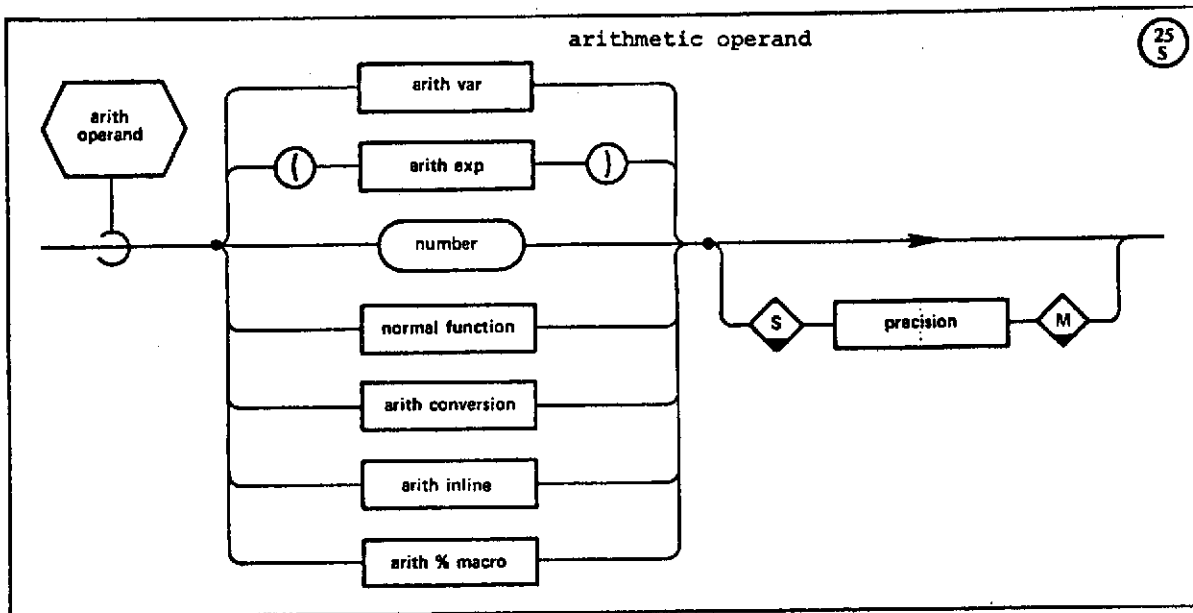 arithmetic operand
25
S
arith
operand
arith var
( arith exp )
number
S precision M
normal function
arith conversion
arith inline
arith % macro